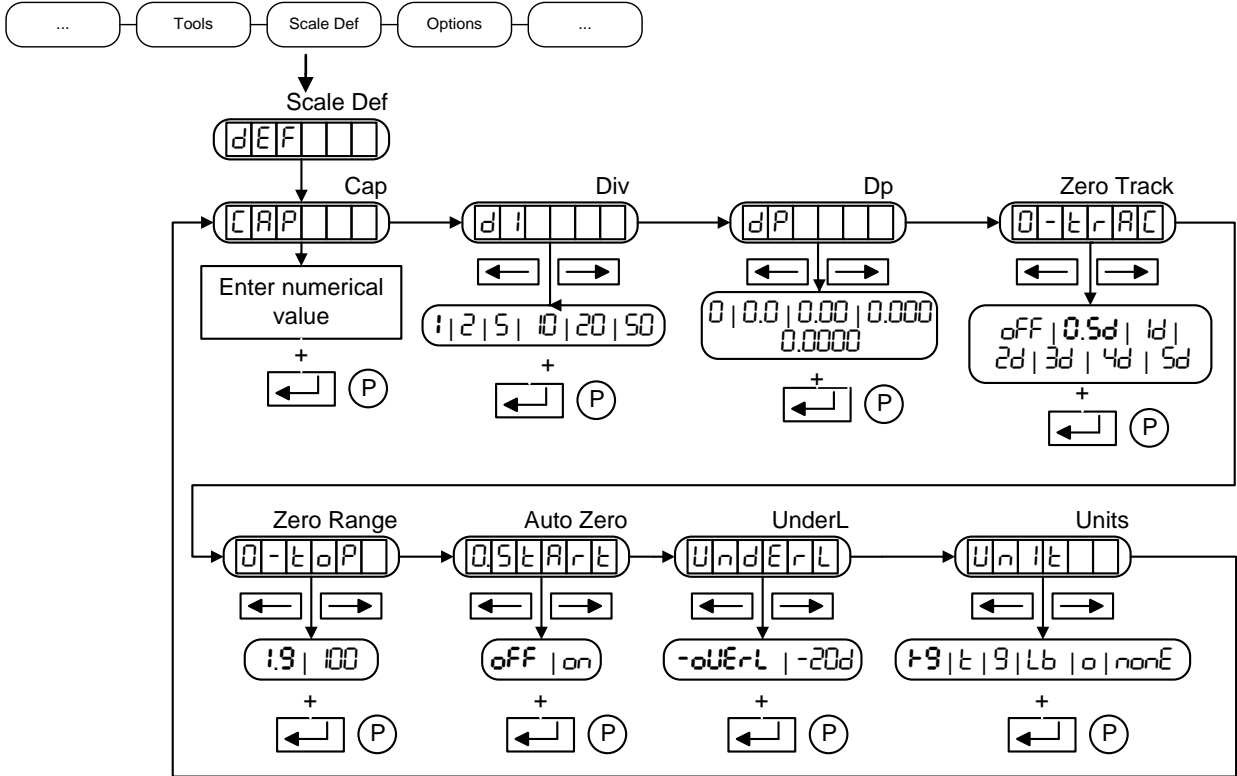 ... Tools Scale Def Options ...
Scale Def
dEF
Cap Div Dp Zero Track
CAP dI dP 0-trAC
Enter numerical
value
1|2|5|10|20|50
0|0.0|0.00|0.000
0.0000
oFF|0.5d|1d|
2d|3d|4d|5d
+ + + +
P P P P
Zero Range Auto Zero UnderL Units
0-toP 0.StArt UndErL UnIt
1.9|100 oFF|on -oUErL|-20d t|g|Lb|o|nonE
+ + + +
P P P P